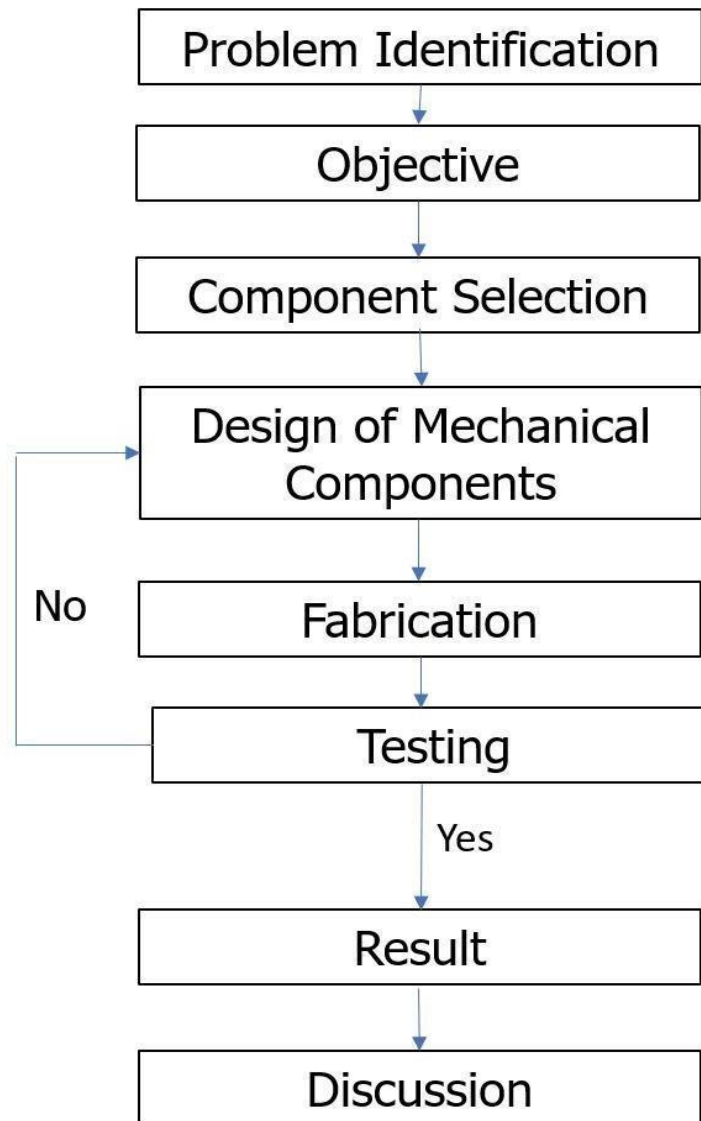 Problem Identification
Objective
Component Selection
Design of Mechanical
Components
No
Fabrication
Testing
Yes
Result
Discussion